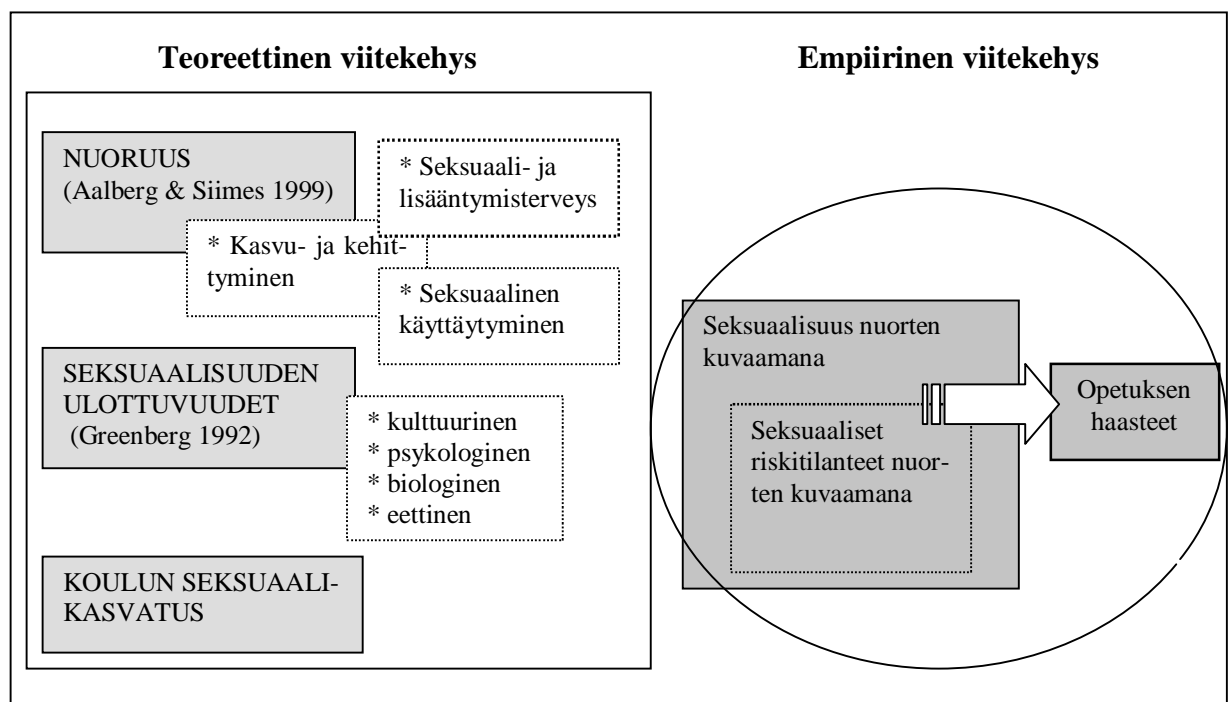 Teoreettinen viitekehys
NUORUUS
(Aalberg & Siimes 1999)
* Seksuaali- ja
lisääntymisterveys
* Kasvu- ja kehit-
tyminen
* Seksuaalinen
käyttäytyminen
SEKSUAALISUUDEN
ULOTTUVUUDET
(Greenberg 1992)
* kulttuurinen
* psykologinen
* biologinen
* eettinen
KOULUN SEKSUAALI-
KASVATUS
Empiirinen viitekehys
Seksuaalisuus nuorten
kuvaamana
Seksuaaliset
riskitilanteet nuor-
ten kuvaamana
Opetuksen
haasteet